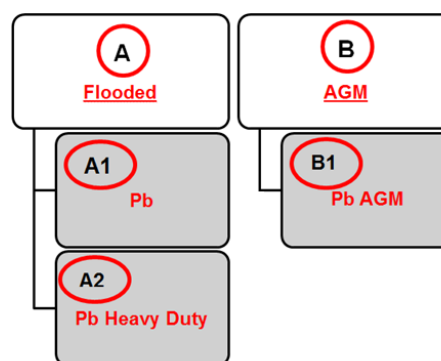 A
Flooded
A1
Pb
A2
Pb Heavy Duty
B
AGM
B1
Pb AGM